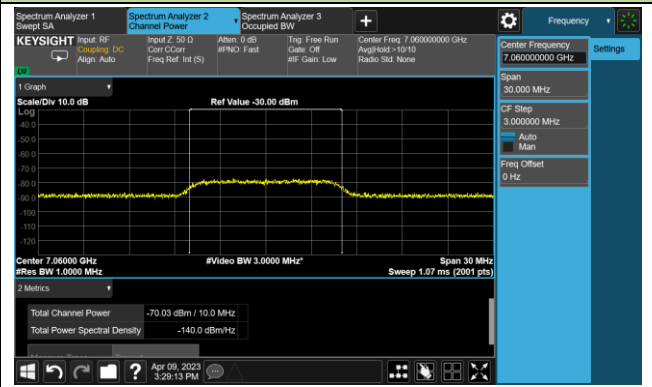 Spectrum Analyzer 1
Swept SA
Spectrum Analyzer 2
Channel Power
Spectrum Analyzer 3
Occupied BW
Frequency
KEYSIGHT
Input: RF
Coupling: DC
Align: Auto
Input Z: 50 Ω
Corr CCorr
Freq Ref: Int (S)
Atten: 0 dB
#PNO: Fast
Trig: Free Run
Gate: Off
#IF Gain: Low
Center Freq: 7.060000000 GHz
Avg|Hold:>10/10
Radio Std: None
Center Frequency
7.060000000 GHz
Settings
Span
30.000 MHz
CF Step
3.000000 MHz
Auto
Man
Freq Offset
0 Hz
1 Graph
Scale/Div 10.0 dB
Ref Value -30.00 dBm
Log
-40.0
-50.0
-60.0
-70.0
-80.0
-90.0
-100
-110
-120
Center 7.06000 GHz
#Video BW 3.0000 MHz*
Span 30 MHz
#Res BW 1.0000 MHz
Sweep 1.07 ms (2001 pts)
2 Metrics
Total Channel Power
-70.03 dBm / 10.0 MHz
Total Power Spectral Density
-140.0 dBm/Hz
?
Apr 09, 2023
3:29:13 PM